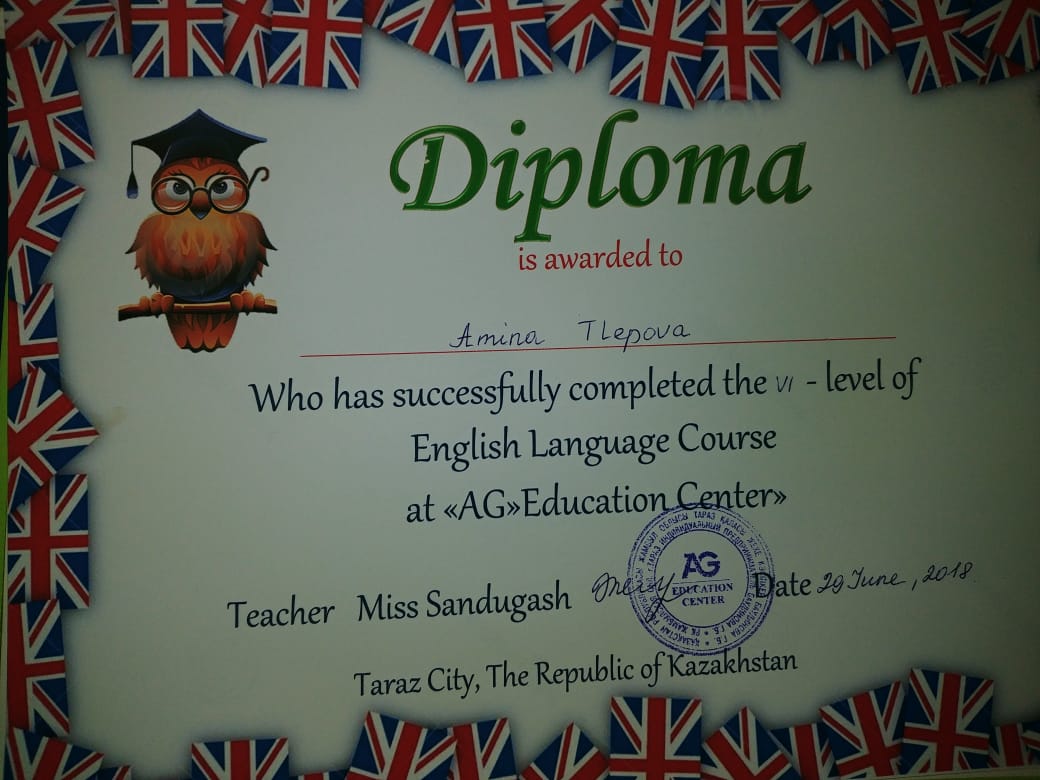 Diploma
is awarded to
Amina Tlepova
Who has successfully completed the VI - level of
English Language Course
at «AG»Education Center»
Teacher Miss Sandugash Date 29 June, 2018
AG
EDUCATION
CENTER
Taraz City, The Republic of Kazakhstan